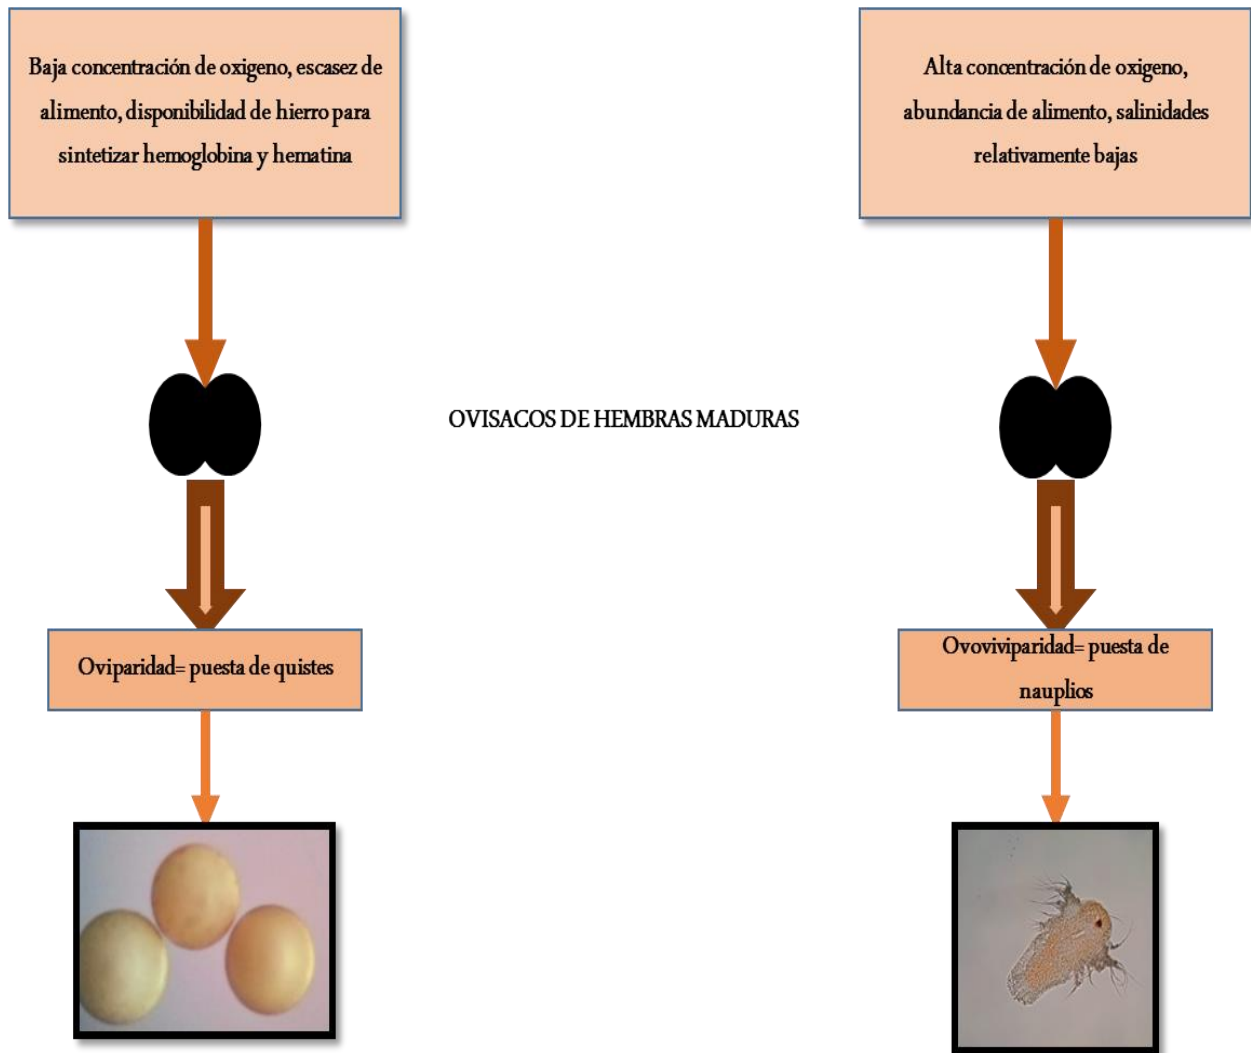 Baja concentración de oxigeno, escasez de
alimento, disponibilidad de hierro para
sintetizar hemoglobina y hematina
Alta concentración de oxigeno,
abundancia de alimento, salinidades
relativamente bajas
OVISACOS DE HEMBRAS MADURAS
Oviparidad= puesta de quistes
Ovoviviparidad= puesta de
nauplios